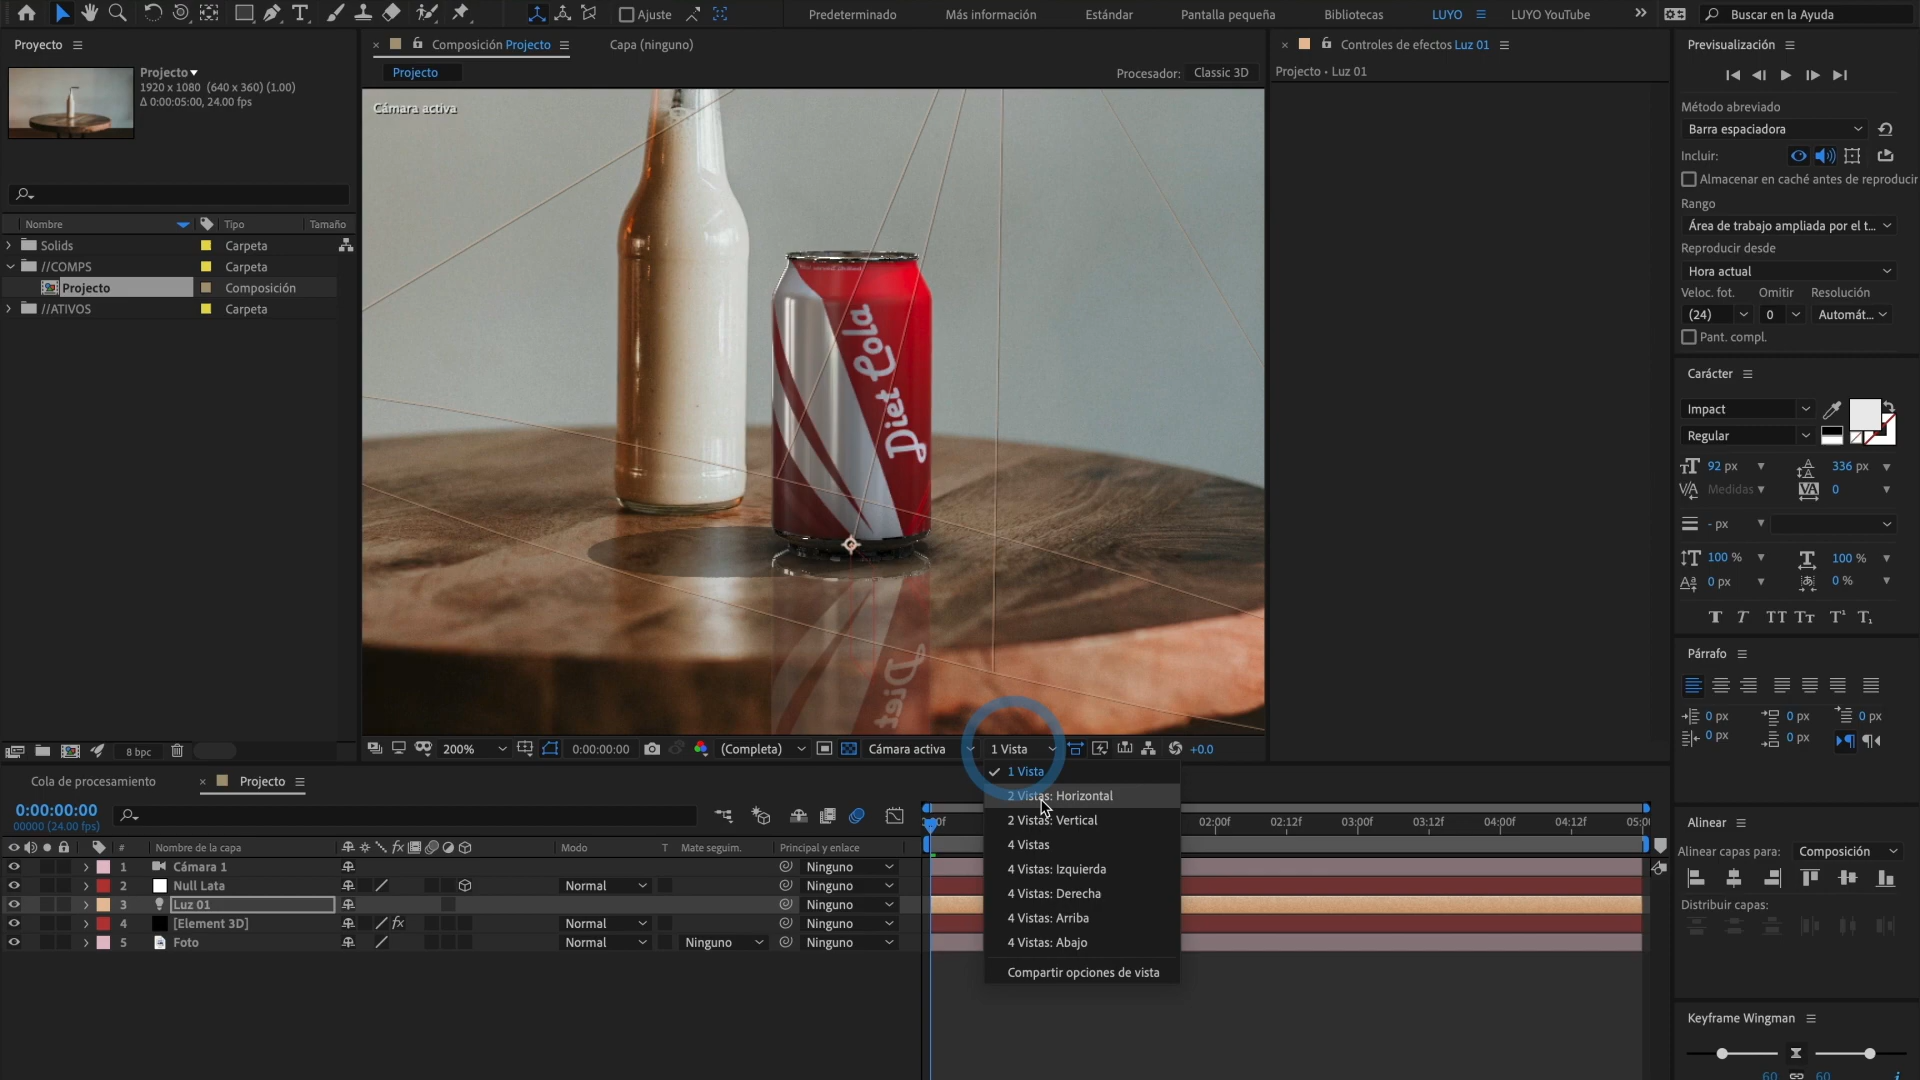 Ajuste
Predeterminado
Más información
Estándar
Pantalla pequeña
Bibliotecas
LUYO
LUYO YouTube
Buscar en la Ayuda
Proyecto
Projecto
1920 x 1080 (640 x 360) (1.00)
Δ 0:00:05:00, 24.00 fps
Nombre
Tipo
Tamaño
Solids
Carpeta
//COMPS
Carpeta
Projecto
Composición
//ATIVOS
Carpeta
8 bpc
Composición Projecto
Capa (ninguno)
Projecto
Procesador:
Classic 3D
Cámara activa
Diet Cola
Diet
200%
0:00:00:00
(Completa)
Cámara activa
1 Vista
+0.0
1 Vista
2 Vistas: Horizontal
2 Vistas: Vertical
4 Vistas
4 Vistas: Izquierda
4 Vistas: Derecha
4 Vistas: Arriba
4 Vistas: Abajo
Compartir opciones de vista
Controles de efectos Luz 01
Projecto • Luz 01
Previsualización
Método abreviado
Barra espaciadora
Incluir:
Almacenar en caché antes de reproducir
Rango
Área de trabajo ampliada por el t...
Reproducir desde
Hora actual
Veloc. fot.
Omitir
Resolución
(24)
0
Automát...
Pant. compl.
Carácter
Impact
Regular
92 px
336 px
Medidas
0
- px
100 %
100 %
0 px
0 %
Párrafo
0 px
0 px
0 px
0 px
0 px
Alinear
Alinear capas para:
Composición
Distribuir capas:
Keyframe Wingman
60
60
Cola de procesamiento
Projecto
0:00:00:00
00000 (24.00 fps)
02:00f
02:12f
03:00f
03:12f
04:00f
04:12f
#
Nombre de la capa
fx
Modo
T
Mate seguim.
Principal y enlace
1
Cámara 1
Ninguno
2
Null Lata
Normal
Ninguno
3
Luz 01
Ninguno
4
[Element 3D]
fx
Normal
Ninguno
5
Foto
Normal
Ninguno
Ninguno